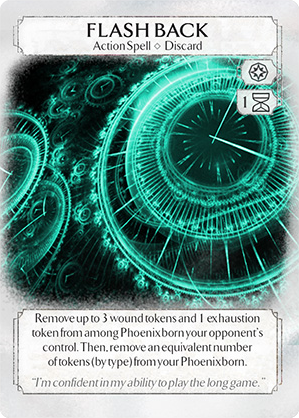 FLASH BACK
Action Spell ⬦ Discard
1
Remove up to 3 wound tokens and 1 exhaustion
token from among Phoenixborn your opponent's
control. Then, remove an equivalent number
of tokens (by type) from your Phoenixborn.
"I'm confident in my ability to play the long game."